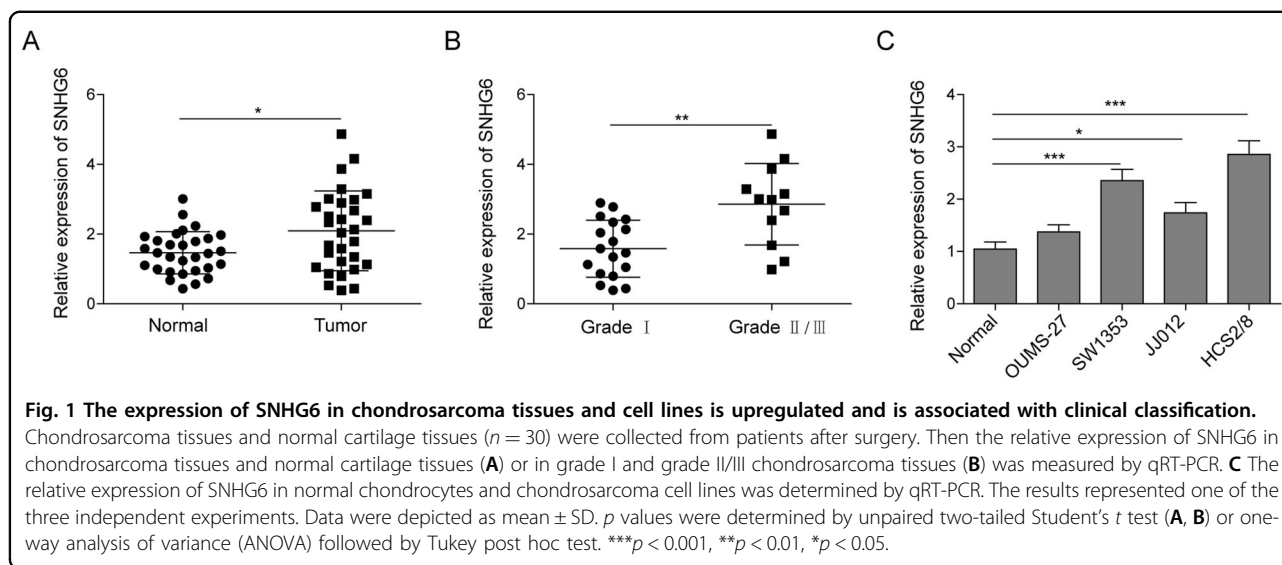 A
Relative expression of SNHG6
6
4
2
0
*
Normal
Tumor
B
Relative expression of SNHG6
6
4
2
0
**
Grade Ⅰ
Grade Ⅱ/Ⅲ
C
Relative expression of SNHG6
4
3
2
1
0
***
*
***
Normal
OUMS-27
SW1353
JJ012
HCS2/8
Fig. 1 The expression of SNHG6 in chondrosarcoma tissues and cell lines is upregulated and is associated with clinical classification.
Chondrosarcoma tissues and normal cartilage tissues (n = 30) were collected from patients after surgery. Then the relative expression of SNHG6 in
chondrosarcoma tissues and normal cartilage tissues (A) or in grade I and grade II/III chondrosarcoma tissues (B) was measured by qRT-PCR. C The
relative expression of SNHG6 in normal chondrocytes and chondrosarcoma cell lines was determined by qRT-PCR. The results represented one of the
three independent experiments. Data were depicted as mean ± SD. p values were determined by unpaired two-tailed Student's t test (A, B) or one-
way analysis of variance (ANOVA) followed by Tukey post hoc test. ***p < 0.001, **p < 0.01, *p < 0.05.